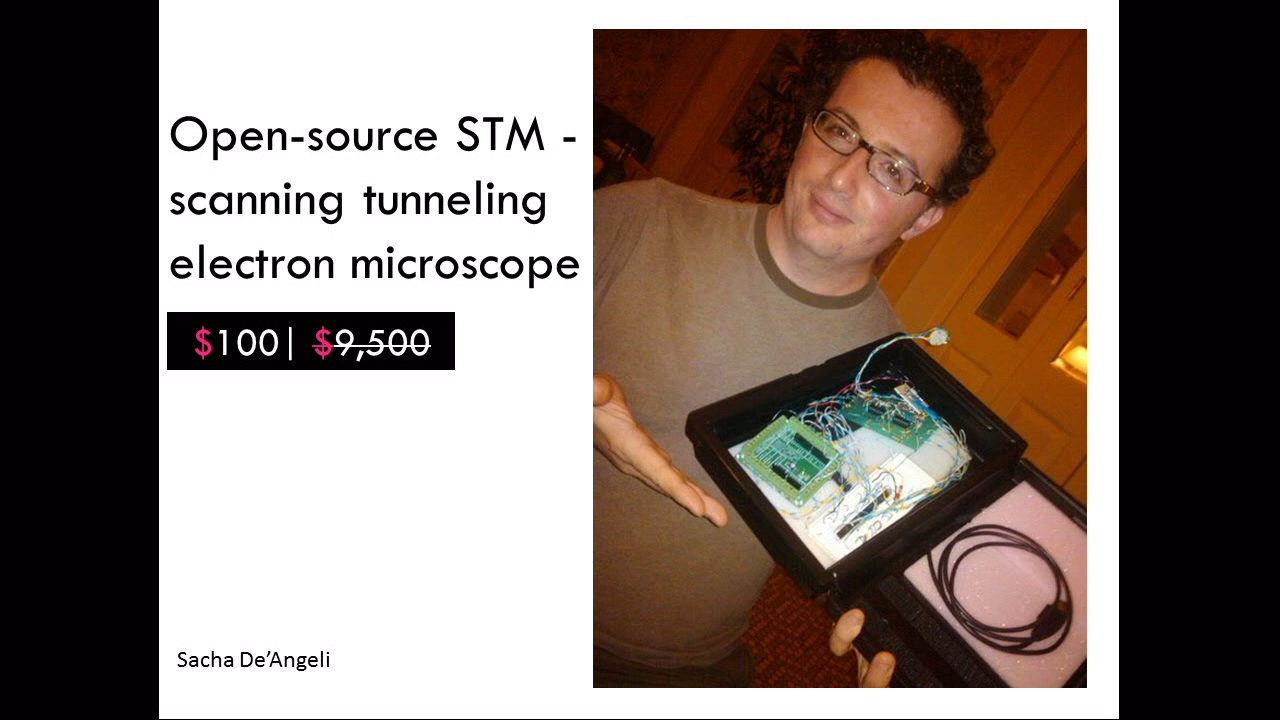 Open-source STM -
scanning tunneling
electron microscope
$100| $9,500
Sacha De’Angeli